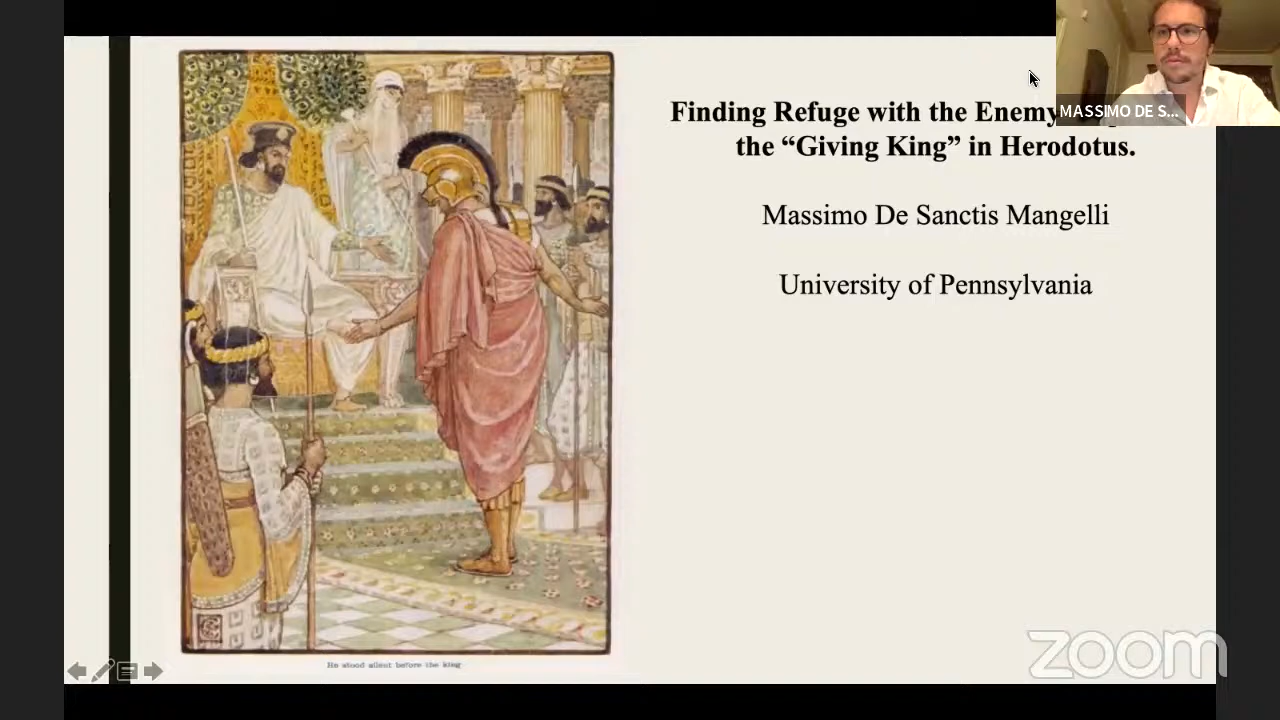 Finding Refuge with the Enemy
the “Giving King” in Herodotus.
Massimo De Sanctis Mangelli
University of Pennsylvania
MASSIMO DE S...
He stood silent before the king
zoom